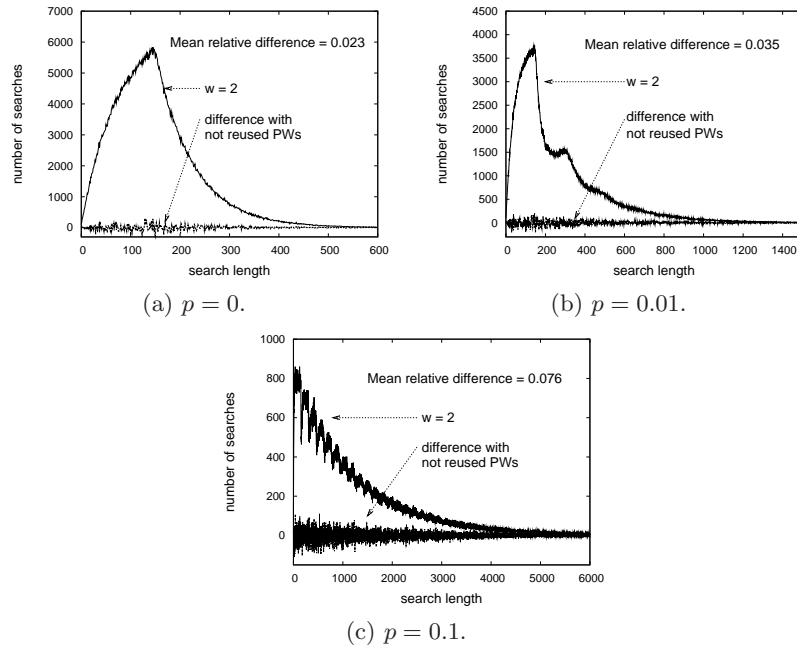 7000
6000
5000
4000
3000
2000
1000
0
number of searches
Mean relative difference = 0.023
w = 2
difference with
not reused PWs
0 100 200 300 400 500 600
search length
(a) p = 0.
4500
4000
3500
3000
2500
2000
1500
1000
500
0
number of searches
Mean relative difference = 0.035
w = 2
difference with
not reused PWs
0 200 400 600 800 1000 1200 1400
search length
(b) p = 0.01.
1000
800
600
400
200
0
number of searches
Mean relative difference = 0.076
w = 2
difference with
not reused PWs
0 1000 2000 3000 4000 5000 6000
search length
(c) p = 0.1.